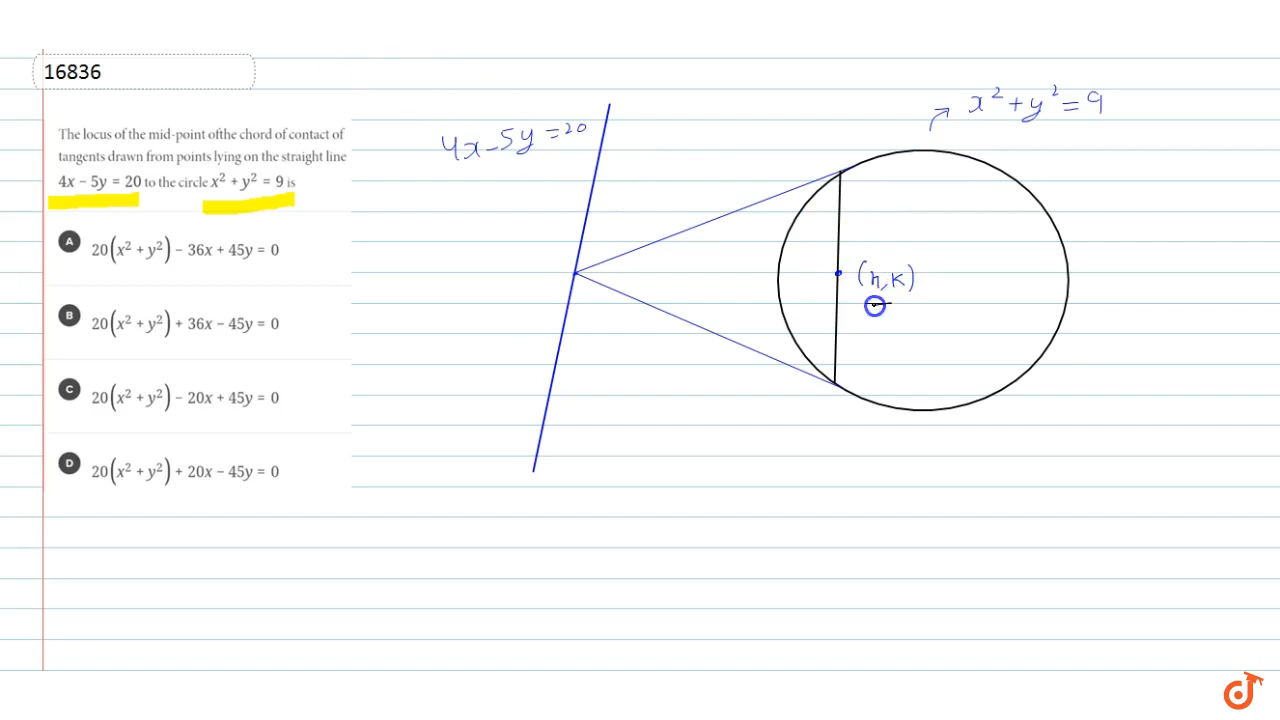 16836
The locus of the mid-point ofthe chord of contact of
tangents drawn from points lying on the straight line
4x − 5y = 20 to the circle x² + y² = 9 is
A 20(x² + y²) − 36x + 45y = 0
B 20(x² + y²) + 36x − 45y = 0
C 20(x² + y²) − 20x + 45y = 0
D 20(x² + y²) + 20x − 45y = 0
4x − 5y = 20
x² + y² = 9
(h, k)